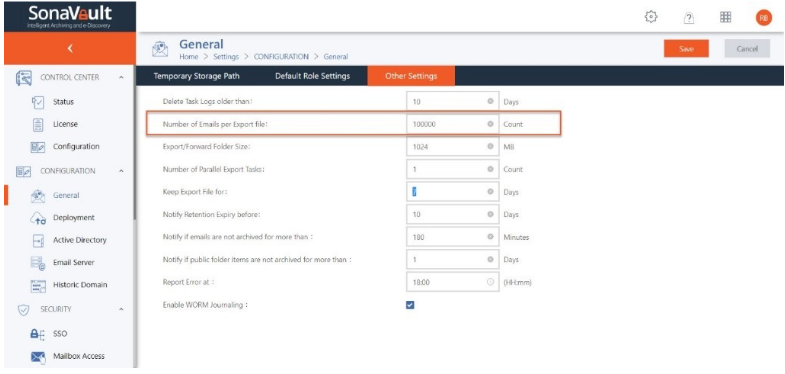 SonaVault
Intelligent Archiving and e-Discovery
RB
General
Home > Settings > CONFIGURATION > General
Save
Cancel
CONTROL CENTER
Status
License
Configuration
CONFIGURATION
General
Deployment
Active Directory
Email Server
Historic Domain
SECURITY
SSO
Mailbox Access
Temporary Storage Path
Default Role Settings
Other Settings
Delete Task Logs older than: 10 Days
Number of Emails per Export file: 100000 Count
Export/Forward Folder Size: 1024 MB
Number of Parallel Export Tasks: 1 Count
Keep Export File for: Days
Notify Retention Expiry before: 10 Days
Notify if emails are not archived for more than : 180 Minutes
Notify if public folder items are not archived for more than : 1 Days
Report Error at : 18:00 (HH:mm)
Enable WORM Journaling :